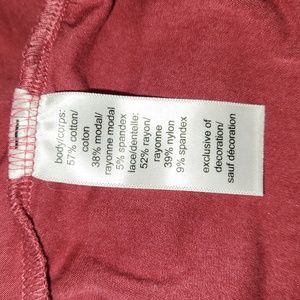 body/corps:
57% cotton/
coton
38% modal/
rayonne modal
5% spandex
lace/dentelle:
52% rayon/
rayonne
39% nylon
9% spandex
exclusive of
decoration/
sauf décoration